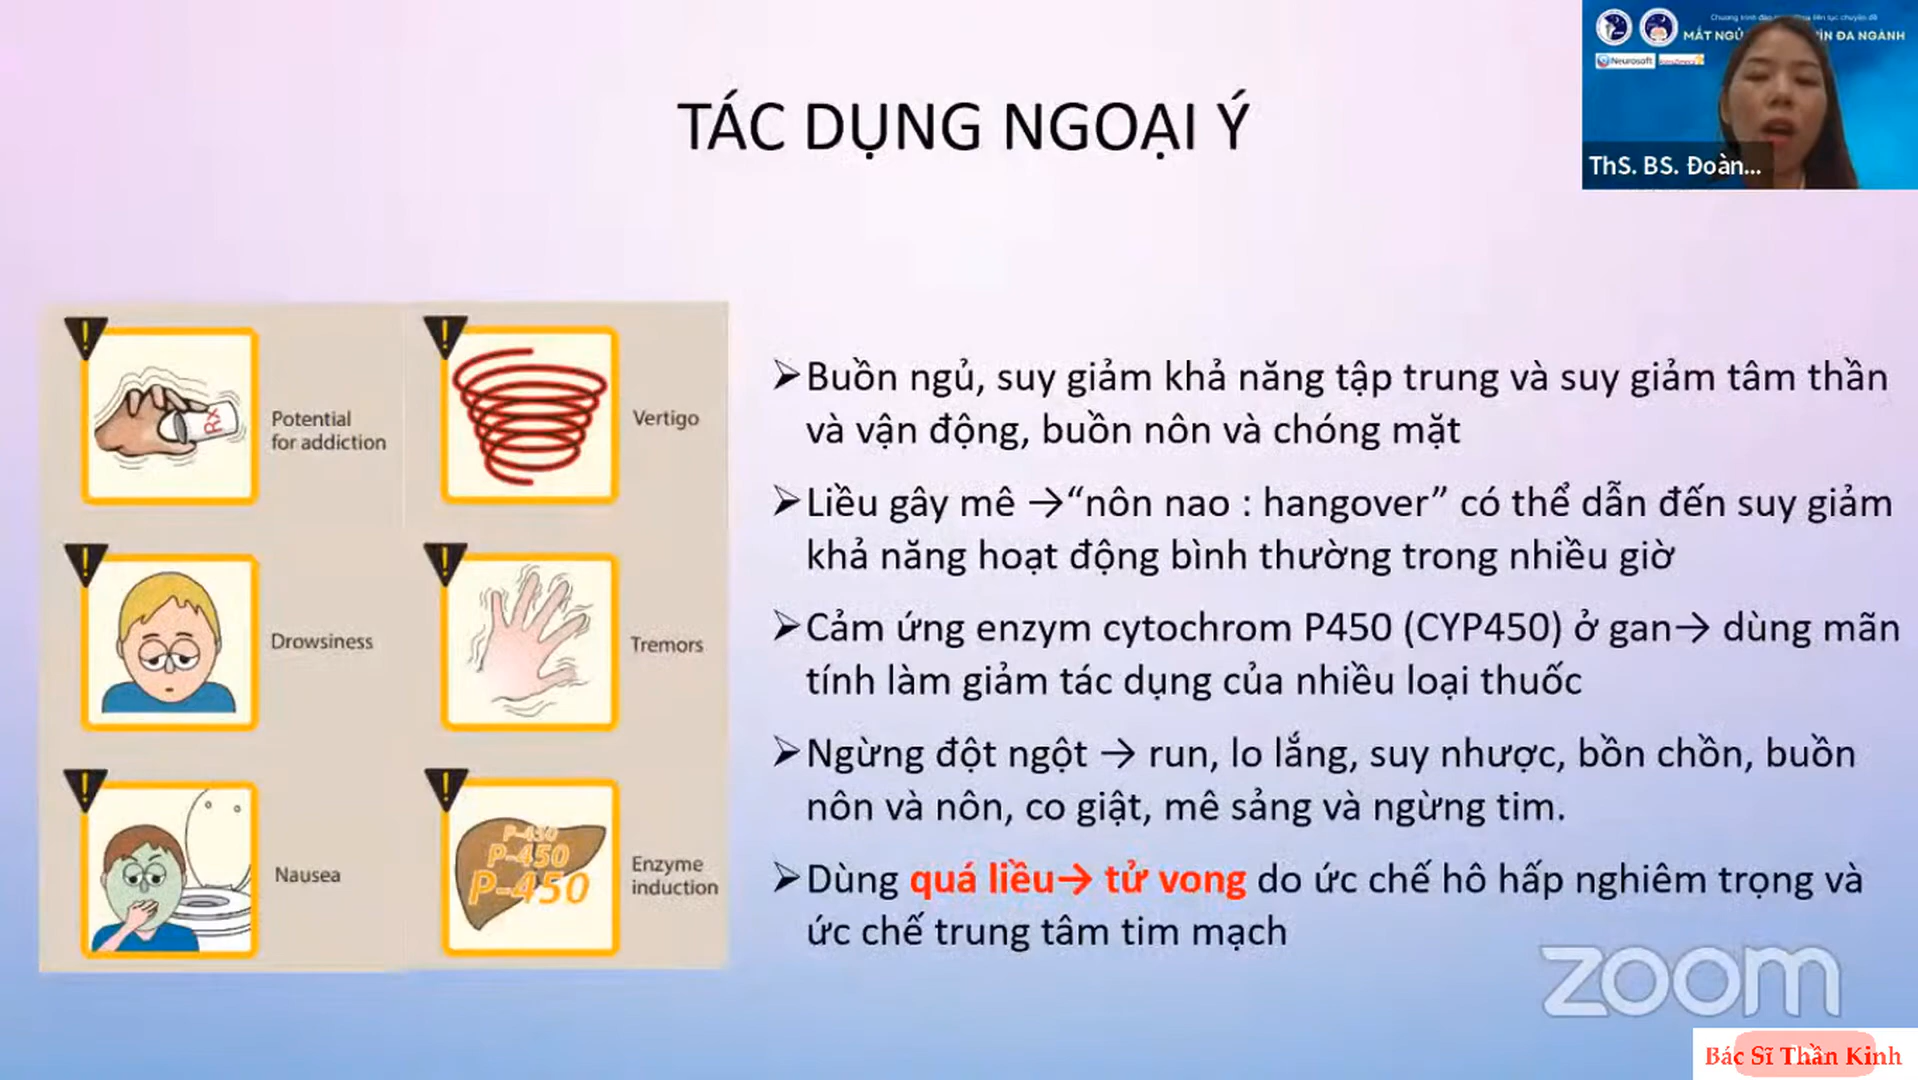 TÁC DỤNG NGOẠI Ý
MẤT NGỦ
ĐA NGÀNH
Neurosoft
ThS. BS. Đoàn...
Potential
for addiction
Vertigo
Drowsiness
Tremors
Nausea
Enzyme
induction
RX
P-450
P-450
P-450
➢Buồn ngủ, suy giảm khả năng tập trung và suy giảm tâm thần
và vận động, buồn nôn và chóng mặt
➢Liều gây mê →“nôn nao : hangover” có thể dẫn đến suy giảm
khả năng hoạt động bình thường trong nhiều giờ
➢Cảm ứng enzym cytochrom P450 (CYP450) ở gan→ dùng mãn
tính làm giảm tác dụng của nhiều loại thuốc
➢Ngừng đột ngột → run, lo lắng, suy nhược, bồn chồn, buồn
nôn và nôn, co giật, mê sảng và ngừng tim.
➢Dùng quá liều→ tử vong do ức chế hô hấp nghiêm trọng và
ức chế trung tâm tim mạch
zoom
Bác Sĩ Thần Kinh